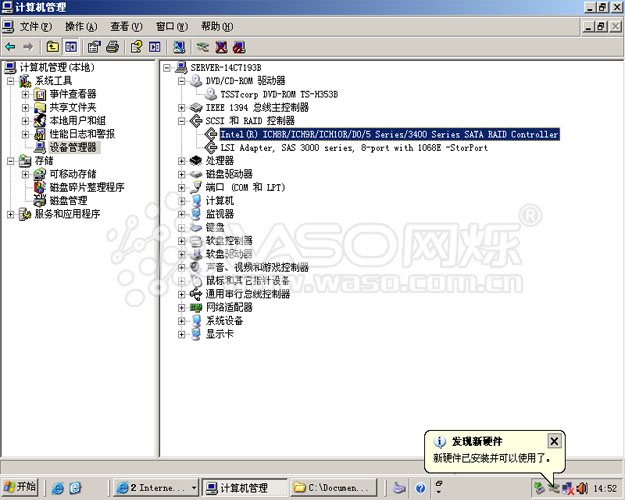 计算机管理
文件(F) 操作(A) 查看(V) 窗口(W) 帮助(H)
计算机管理(本地)
系统工具
事件查看器
共享文件夹
本地用户和组
性能日志和警报
设备管理器
存储
可移动存储
磁盘碎片整理程序
磁盘管理
服务和应用程序
SERVER-14C7193B
DVD/CD-ROM 驱动器
TSSTcorp DVD-ROM TS-H353B
IEEE 1394 总线主控制器
SCSI 和 RAID 控制器
Intel(R) ICH8R/ICH9R/ICH10R/DO/5 Series/3400 Series SATA RAID Controller
LSI Adapter, SAS 3000 series, 8-port with 1068E -StorPort
处理器
磁盘驱动器
端口 (COM 和 LPT)
计算机
监视器
键盘
软盘控制器
软盘驱动器
声音、视频和游戏控制器
鼠标和其它指针设备
通用串行总线控制器
网络适配器
系统设备
显示卡
WASO网烁®
www.waso.com.cn
发现新硬件
新硬件已安装并可以使用了。
开始
2 Interne...
计算机管理
C:\Documen...
14:52